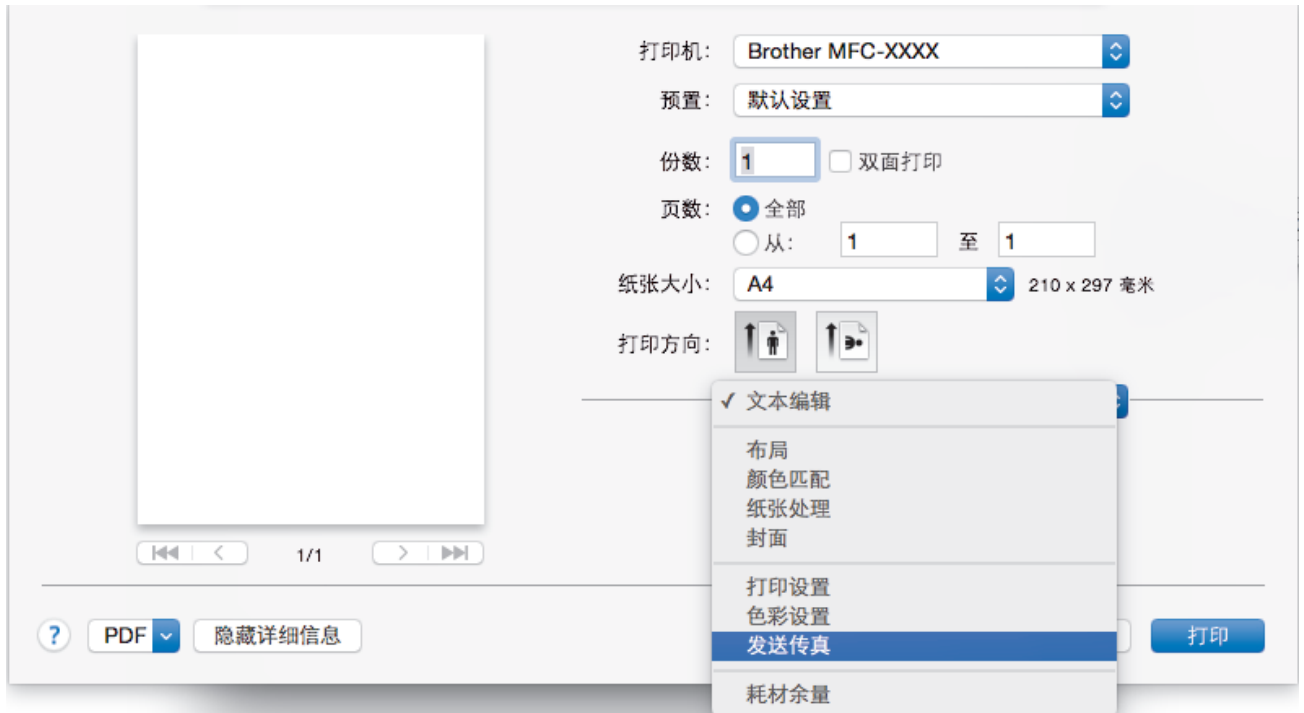 打印机： Brother MFC-XXXX
预置： 默认设置
份数： 1 双面打印
页数： 全部
从： 1 至 1
纸张大小： A4 210 x 297 毫米
打印方向：
✓ 文本编辑
布局
颜色匹配
纸张处理
封面
打印设置
色彩设置
发送传真
耗材余量
1/1
? PDF 隐藏详细信息 打印